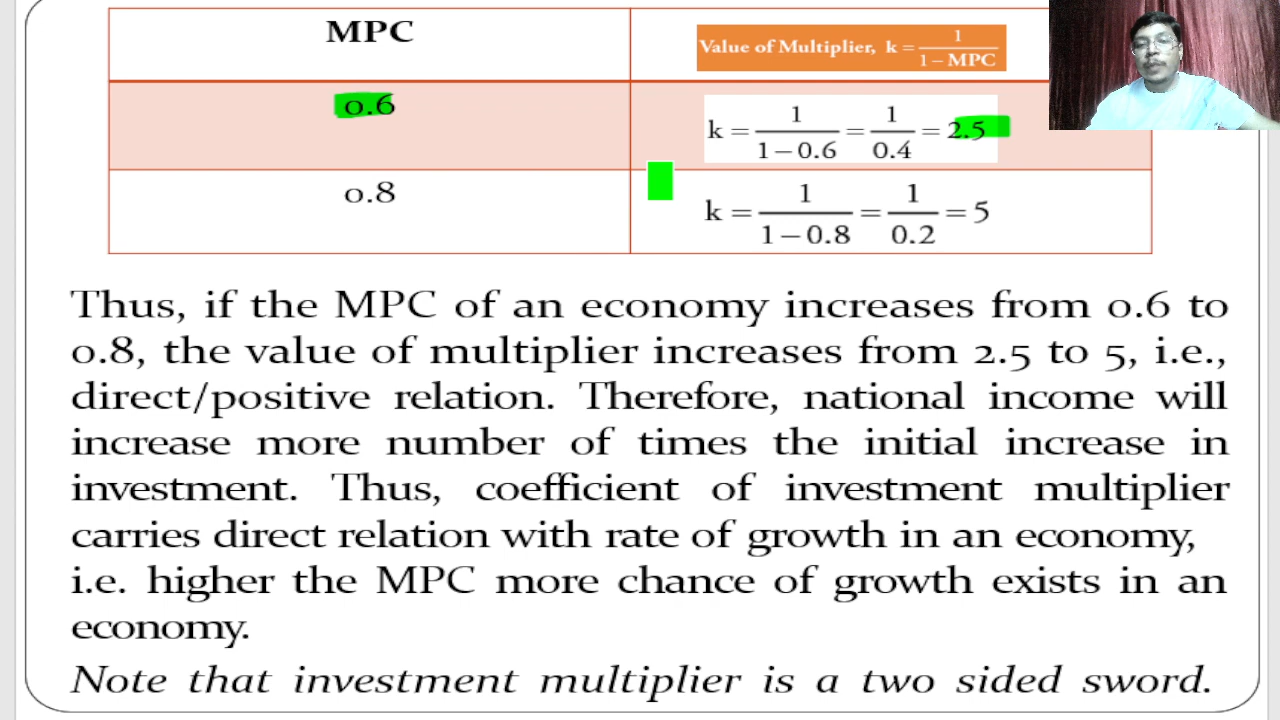 MPC
Value of Multiplier, k = 1/(1 − MPC)
0.6
k = 1/(1 − 0.6) = 1/0.4 = 2.5
0.8
k = 1/(1 − 0.8) = 1/0.2 = 5
Thus, if the MPC of an economy increases from 0.6 to
0.8, the value of multiplier increases from 2.5 to 5, i.e.,
direct/positive relation. Therefore, national income will
increase more number of times the initial increase in
investment. Thus, coefficient of investment multiplier
carries direct relation with rate of growth in an economy,
i.e. higher the MPC more chance of growth exists in an
economy.
Note that investment multiplier is a two sided sword.